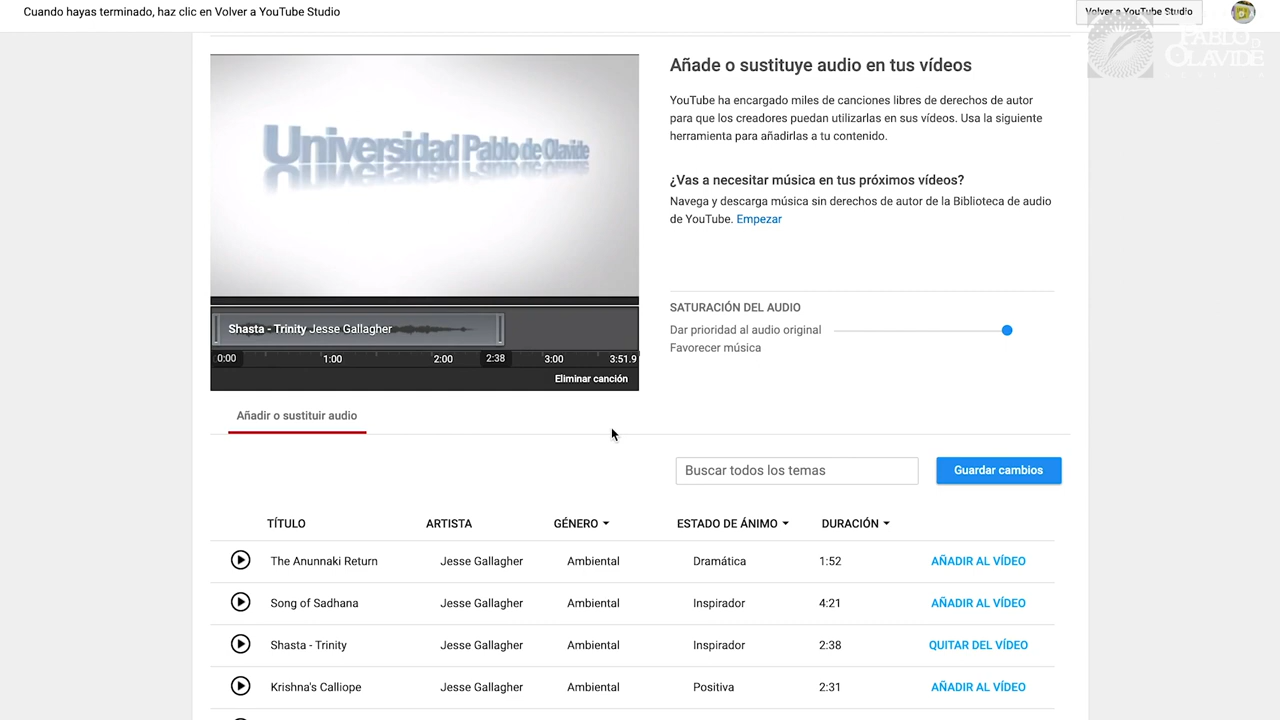 Cuando hayas terminado, haz clic en Volver a YouTube Studio
Volver a YouTube Studio
PABLO D
OLAVIDE
Universidad Pablo de Olavide
Añade o sustituye audio en tus vídeos
YouTube ha encargado miles de canciones libres de derechos de autor
para que los creadores puedan utilizarlas en sus vídeos. Usa la siguiente
herramienta para añadirlas a tu contenido.
¿Vas a necesitar música en tus próximos vídeos?
Navega y descarga música sin derechos de autor de la Biblioteca de audio
de YouTube. Empezar
SATURACIÓN DEL AUDIO
Dar prioridad al audio original
Favorecer música
Shasta - Trinity Jesse Gallagher
0:00 1:00 2:00 2:38 3:00 3:51.9
Eliminar canción
Añadir o sustituir audio
Buscar todos los temas Guardar cambios
TÍTULO ARTISTA GÉNERO ESTADO DE ÁNIMO DURACIÓN
The Anunnaki Return Jesse Gallagher Ambiental Dramática 1:52 AÑADIR AL VÍDEO
Song of Sadhana Jesse Gallagher Ambiental Inspirador 4:21 AÑADIR AL VÍDEO
Shasta - Trinity Jesse Gallagher Ambiental Inspirador 2:38 QUITAR DEL VÍDEO
Krishna's Calliope Jesse Gallagher Ambiental Positiva 2:31 AÑADIR AL VÍDEO